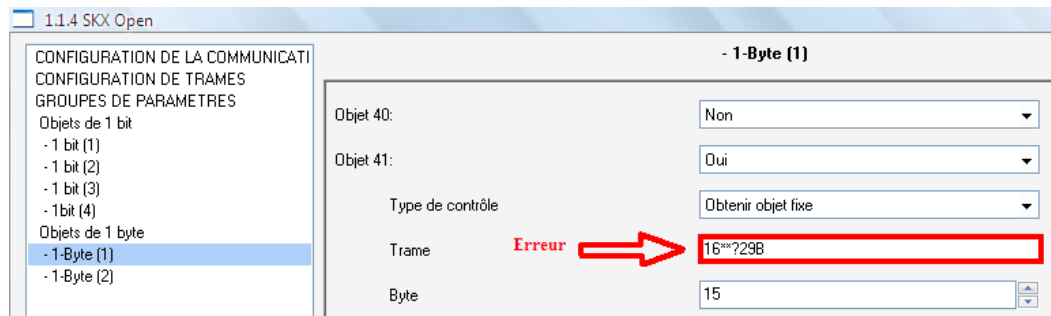 1.1.4 SKX Open
CONFIGURATION DE LA COMMUNICATI
CONFIGURATION DE TRAMES
GROUPES DE PARAMETRES
Objets de 1 bit
- 1 bit (1)
- 1 bit (2)
- 1 bit (3)
- 1bit (4)
Objets de 1 byte
- 1-Byte (1)
- 1-Byte (2)
- 1-Byte (1)
Objet 40: Non
Objet 41: Oui
Type de contrôle Obtenir objet fixe
Trame Erreur 16**?29B
Byte 15